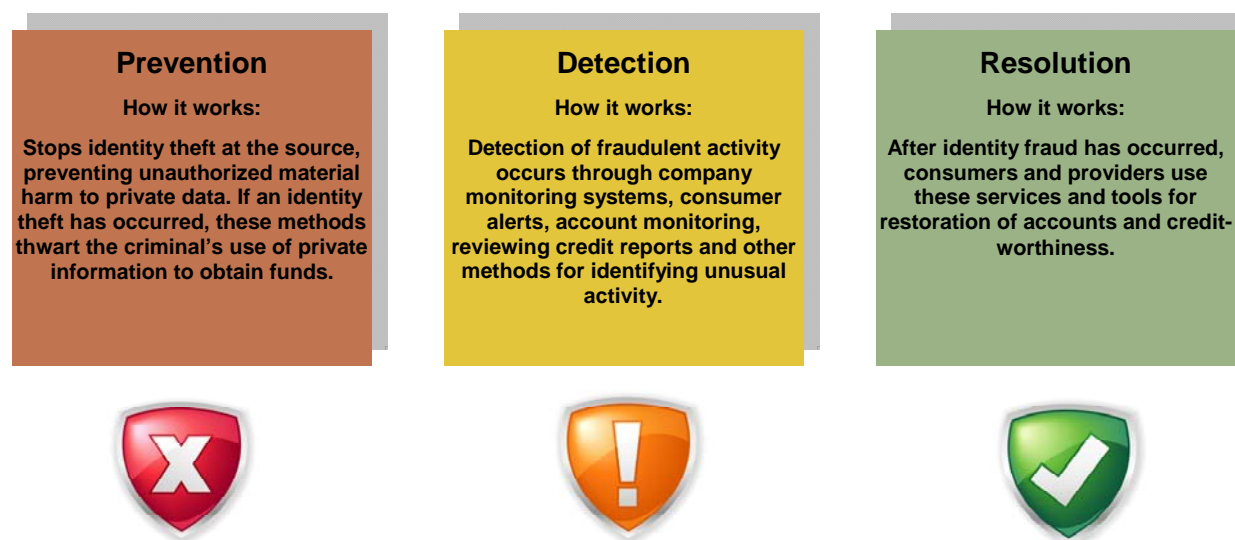 Prevention
How it works:
Stops identity theft at the source,
preventing unauthorized material
harm to private data. If an identity
theft has occurred, these methods
thwart the criminal’s use of private
information to obtain funds.
Detection
How it works:
Detection of fraudulent activity
occurs through company
monitoring systems, consumer
alerts, account monitoring,
reviewing credit reports and other
methods for identifying unusual
activity.
Resolution
How it works:
After identity fraud has occurred,
consumers and providers use
these services and tools for
restoration of accounts and credit-
worthiness.
X
!